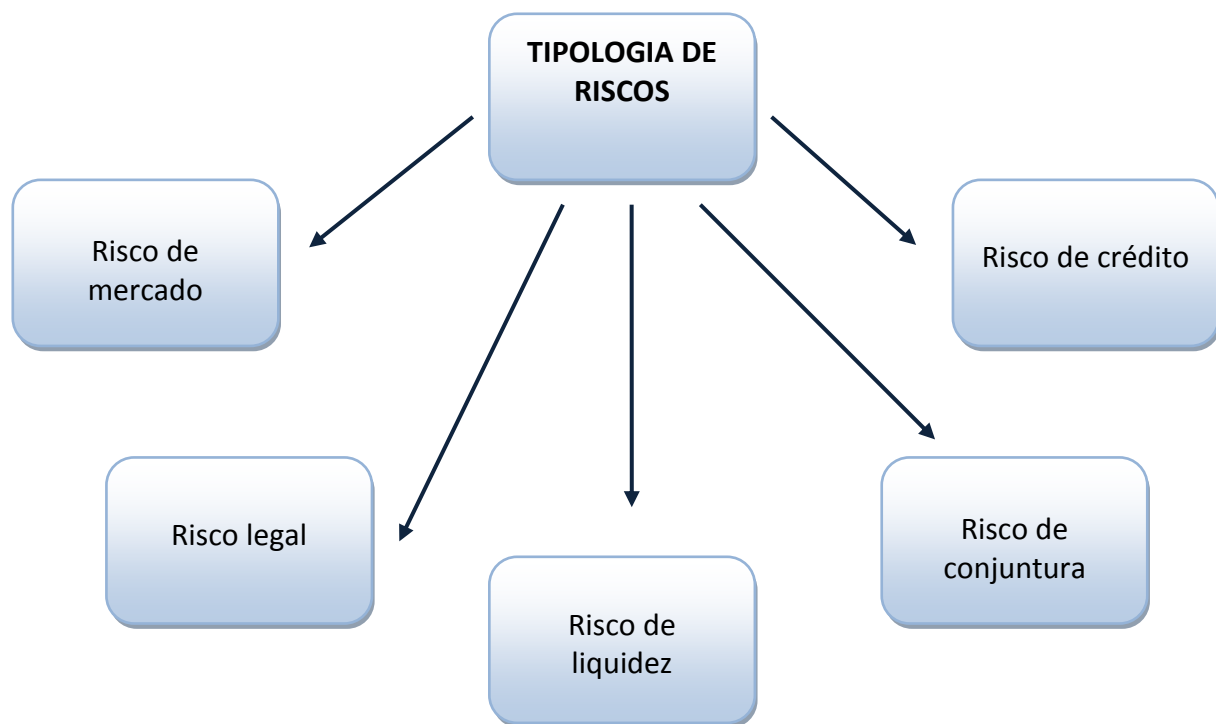 TIPOLOGIA DE
RISCOS
Risco de
mercado
Risco de crédito
Risco legal
Risco de
conjuntura
Risco de
liquidez